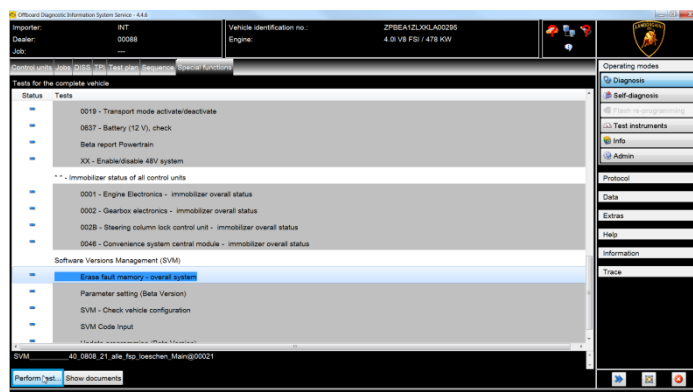 Offboard Diagnostic Information System Service - 4.4.6
Importer: INT
Dealer: 00088
Job: ---
Vehicle identification no.: ZPBEA1ZLXKLA00295
Engine: 4.0l V8 FSI / 478 KW
LAMBORGHINI
Control units Jobs DISS TPI Test plan Sequence Special functions
Tests for the complete vehicle
Status Tests
0019 - Transport mode activate/deactivate
0637 - Battery (12 V), check
Beta report Powertrain
XX - Enable/disable 48V system
* * - Immobilizer status of all control units
0001 - Engine Electronics - immobilizer overall status
0002 - Gearbox electronics - immobilizer overall status
002B - Steering column lock control unit - immobilizer overall status
0046 - Convenience system central module - immobilizer overall status
Software Versions Management (SVM)
Erase fault memory - overall system
Parameter setting (Beta Version)
SVM - Check vehicle configuration
SVM Code Input
Update programming (Beta Version)
SVM________40_0808_21_alle_fsp_loeschen_Main@00021
Perform test... Show documents
Operating modes
Diagnosis
Self-diagnosis
Flash re-programming
Test instruments
Info
Admin
Protocol
Data
Extras
Help
Information
Trace